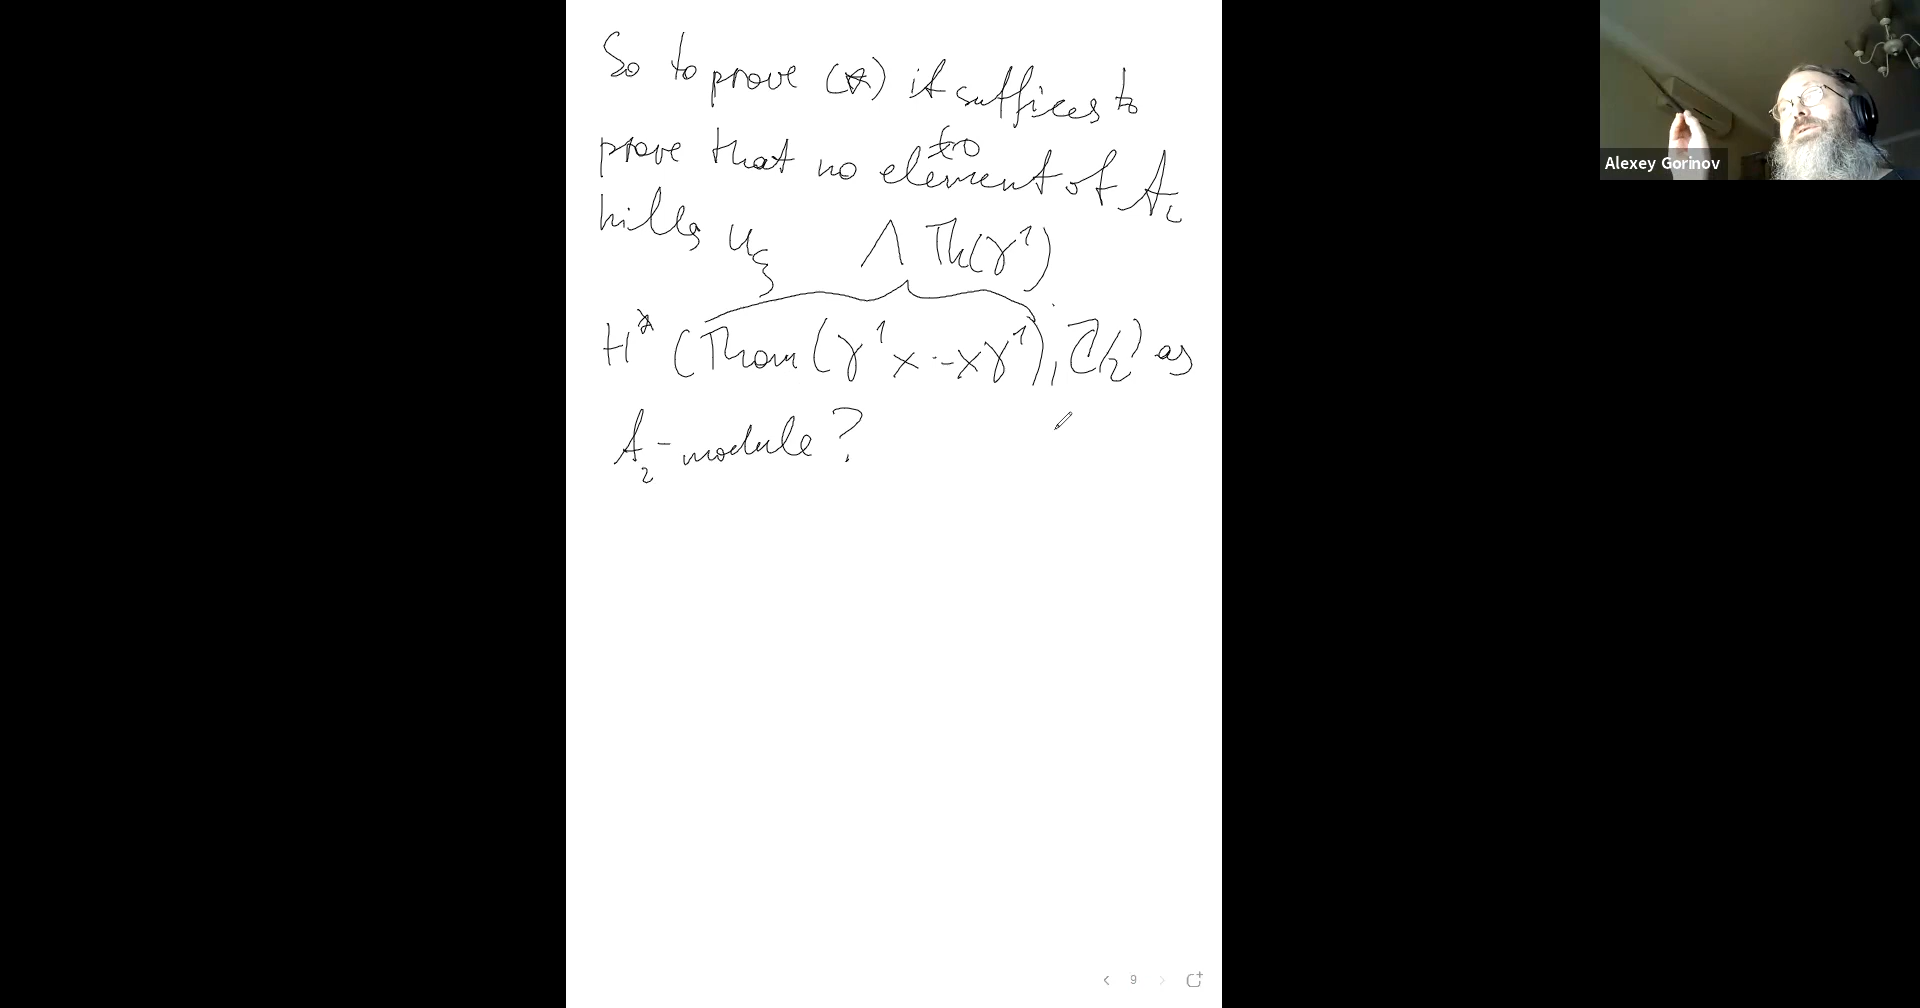 So to prove (*) it suffices to
≠0
prove that no element of A₂
kills u_ξ
∧ Th(γ¹)
H* (Thom (γ¹ x ... x γ¹), Z/2) as
A₂-module?
Alexey Gorinov
9